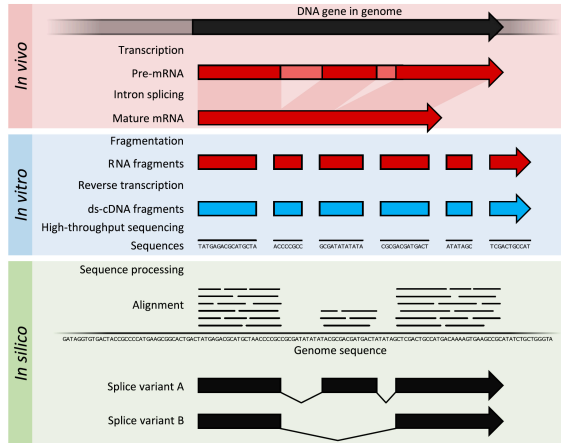 DNA gene in genome
In vivo
Transcription
Pre-mRNA
Intron splicing
Mature mRNA
In vitro
Fragmentation
RNA fragments
Reverse transcription
ds-cDNA fragments
High-throughput sequencing
Sequences TATGAGACGCATGCTA ACCCCGCC GCGATATATATA CGCGACGATGACT ATATAGC TCGACTGCCAT
In silico
Sequence processing
Alignment
GATAGGTGTGACTACCGCCCCATGAAGCGGCACTGACTATGAGACGCATGCTAACCCCGCCGCGATATATATACGCGACGATGACTATATAGCTCGACTGCCATGACAAAAGTGAAGCCGCATATCTGCTGGGTA
Genome sequence
Splice variant A
Splice variant B